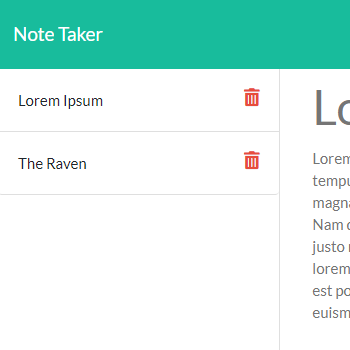 Note Taker
Lorem Ipsum
The Raven
Lo
Lorem
tempu
magna
Nam
justo
lorem
est po
euism